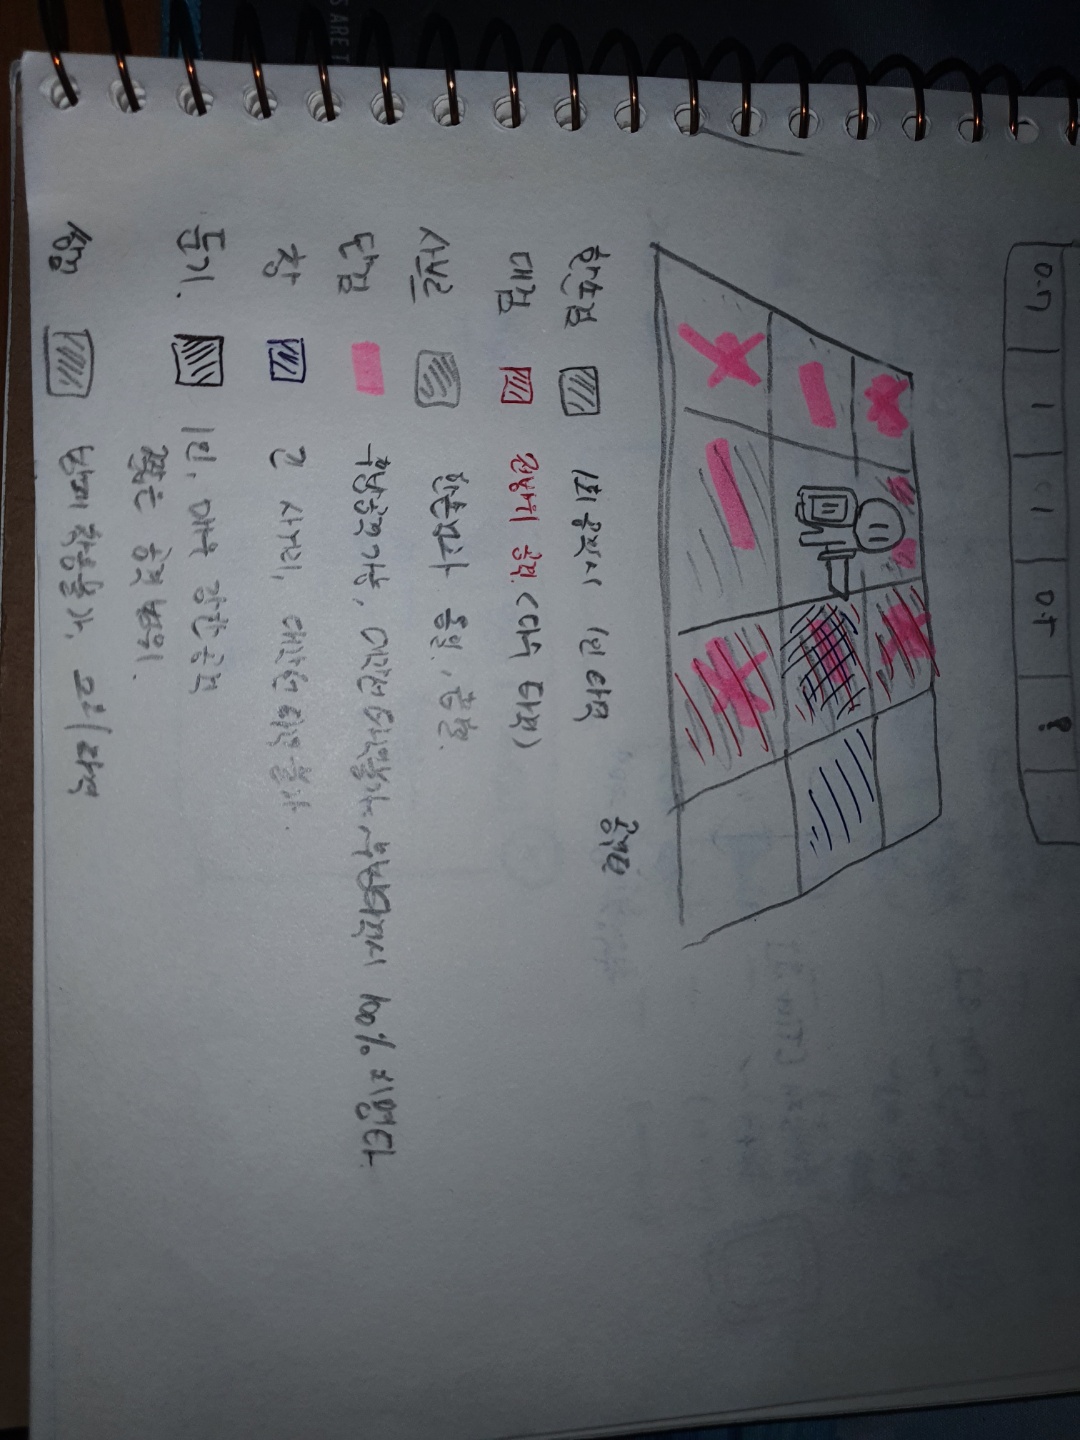 0.7 1 1 0.5 ?
공격력
한손검 1회 공격시 1인 타격
대검 전방위 공격. (다수 타격)
사브르 한손검과 동일, 출혈.
단검 후방공격 가능, 대각선 타격불가, 후방타격시 100% 치명타
S ARE T
창 긴 사거리, 대각선 타격 불가.
둔기. 1인, 매우 강한 공격
짧은 공격 범위.
쌍검 방패 착용불가, 2회 타격